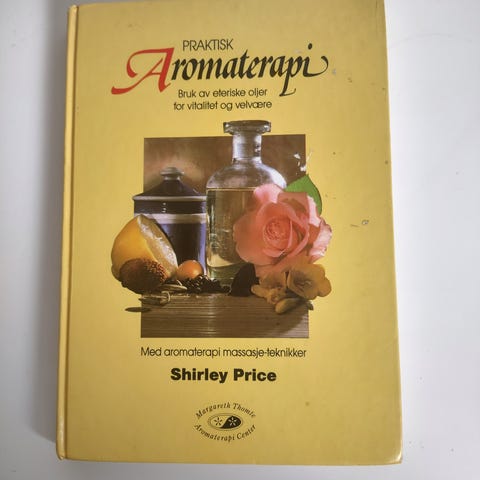 PRAKTISK
Aromaterapi
Bruk av eteriske oljer
for vitalitet og velvære
Med aromaterapi massasje-teknikker
Shirley Price
Margareth Thomte
Aromaterapi Center